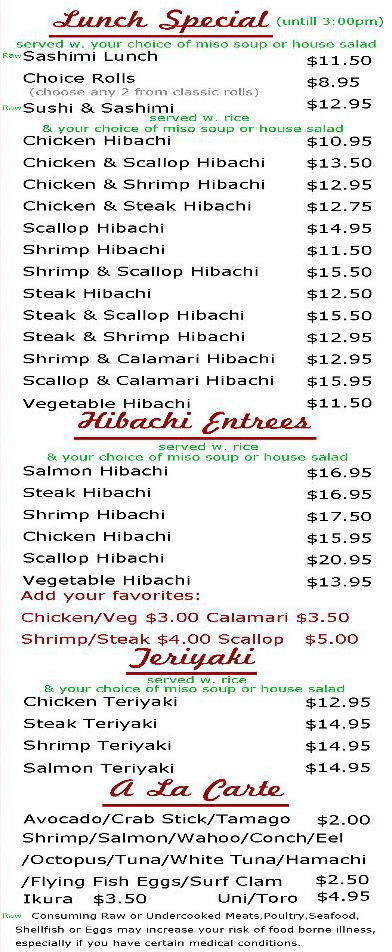 Lunch Special (untill 3:00pm)
served w. your choice of miso soup or house salad
Raw Sashimi Lunch $11.50
Choice Rolls $8.95
(choose any 2 from classic rolls)
Raw Sushi & Sashimi $12.95
served w. rice
& your choice of miso soup or house salad
Chicken Hibachi $10.95
Chicken & Scallop Hibachi $13.50
Chicken & Shrimp Hibachi $12.95
Chicken & Steak Hibachi $12.75
Scallop Hibachi $14.95
Shrimp Hibachi $11.50
Shrimp & Scallop Hibachi $15.50
Steak Hibachi $12.50
Steak & Scallop Hibachi $15.50
Steak & Shrimp Hibachi $12.95
Shrimp & Calamari Hibachi $12.95
Scallop & Calamari Hibachi $15.95
Vegetable Hibachi $11.50
Hibachi Entrees
served w. rice
& your choice of miso soup or house salad
Salmon Hibachi $16.95
Steak Hibachi $16.95
Shrimp Hibachi $17.50
Chicken Hibachi $15.95
Scallop Hibachi $20.95
Vegetable Hibachi $13.95
Add your favorites:
Chicken/Veg $3.00 Calamari $3.50
Shrimp/Steak $4.00 Scallop $5.00
Teriyaki
served w. rice
& your choice of miso soup or house salad
Chicken Teriyaki $12.95
Steak Teriyaki $14.95
Shrimp Teriyaki $14.95
Salmon Teriyaki $14.95
A La Carte
Avocado/Crab Stick/Tamago $2.00
Shrimp/Salmon/Wahoo/Conch/Eel
/Octopus/Tuna/White Tuna/Hamachi
/Flying Fish Eggs/Surf Clam $2.50
Ikura $3.50 Uni/Toro $4.95
Raw Consuming Raw or Undercooked Meats,Poultry,Seafood,
Shellfish or Eggs may increase your risk of food borne illness,
especially if you have certain medical conditions.